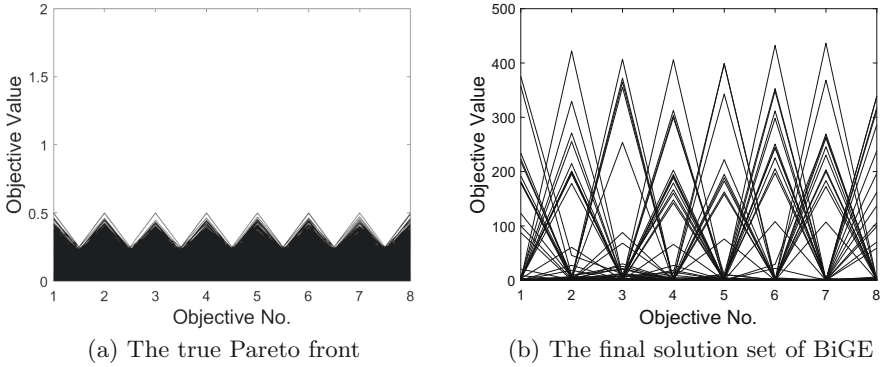 2
1.5
1
0.5
0
Objective Value
1 2 3 4 5 6 7 8
Objective No.
(a) The true Pareto front
500
400
300
200
100
0
Objective Value
1 2 3 4 5 6 7 8
Objective No.
(b) The final solution set of BiGE